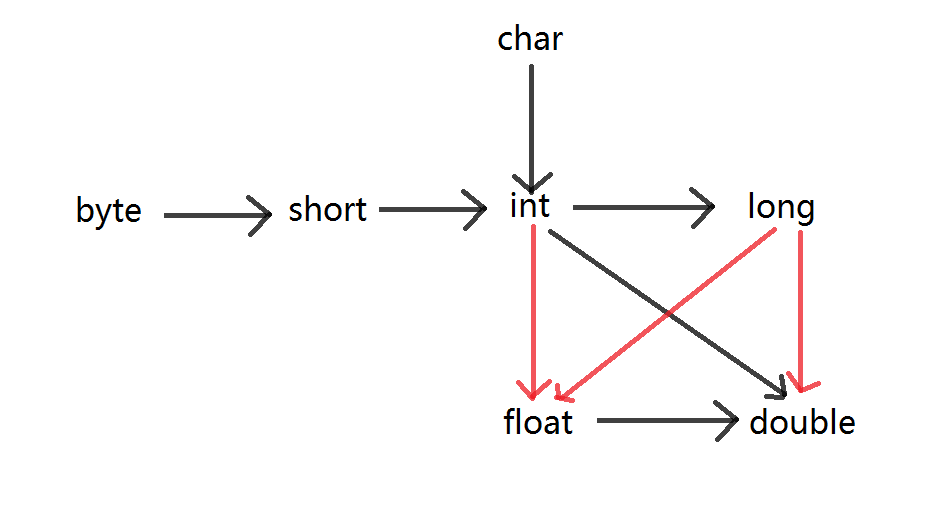 char
byte short int long
float double